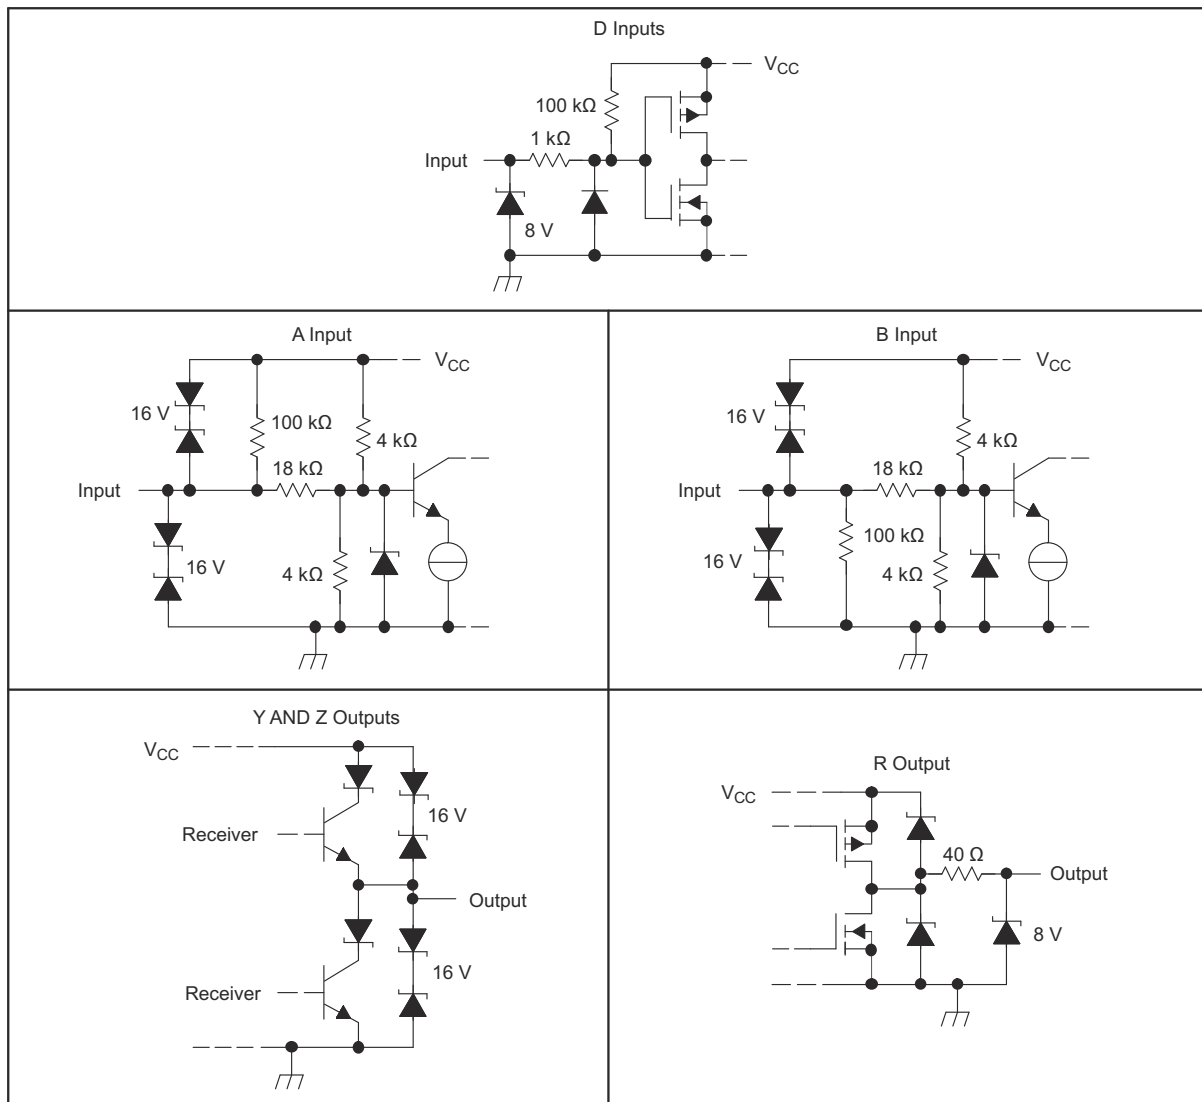 D Inputs
VCC
100 kΩ
1 kΩ
Input
8 V
A Input
VCC
16 V
100 kΩ
4 kΩ
18 kΩ
Input
16 V
4 kΩ
B Input
VCC
16 V
4 kΩ
18 kΩ
Input
100 kΩ
16 V
4 kΩ
Y AND Z Outputs
VCC
16 V
Receiver
Output
16 V
Receiver
R Output
VCC
40 Ω
Output
8 V